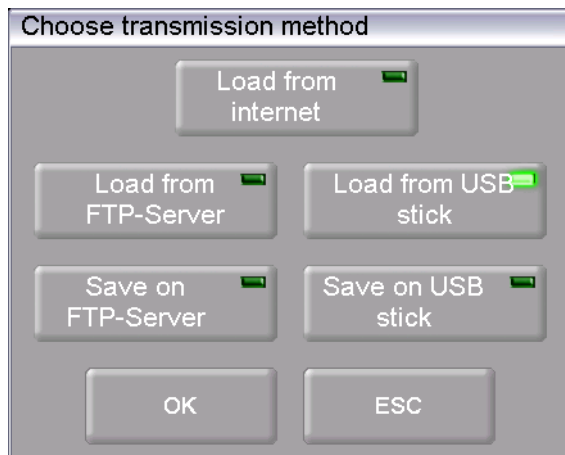 Choose transmission method
Load from
internet
Load from
FTP-Server
Load from USB
stick
Save on
FTP-Server
Save on USB
stick
OK
ESC